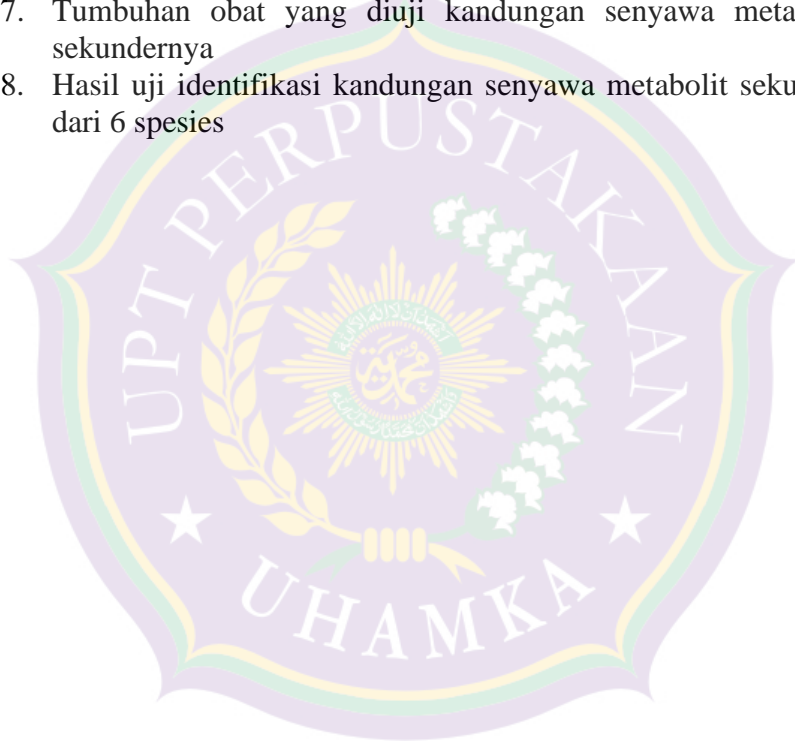 7. Tumbuhan obat yang diuji kandungan senyawa meta
sekundernya
8. Hasil uji identifikasi kandungan senyawa metabolit seku
dari 6 spesies
UPT PERPUSTAKAAN
UHAMKA